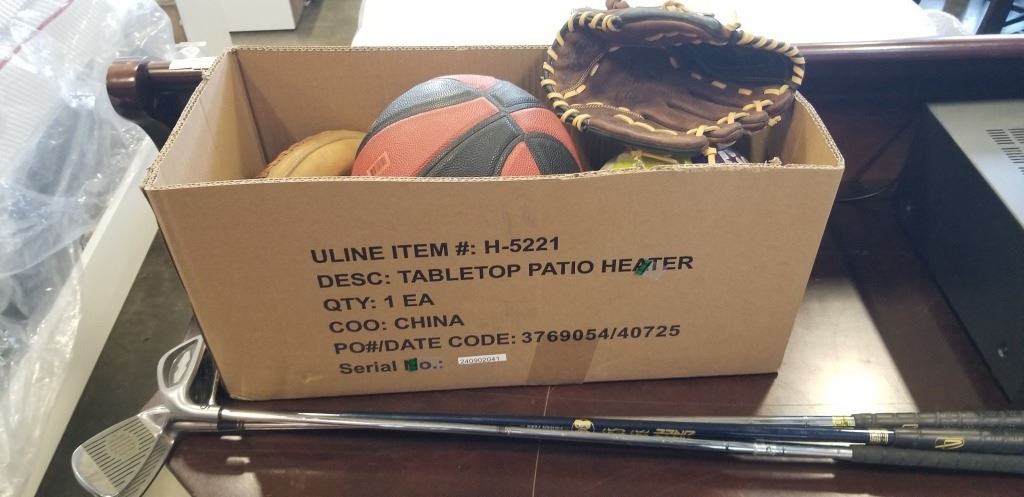 ULINE ITEM #: H-5221
DESC: TABLETOP PATIO HEATER
QTY: 1 EA
COO: CHINA
PO#/DATE CODE: 3769054/40725
Serial No.: 240902041